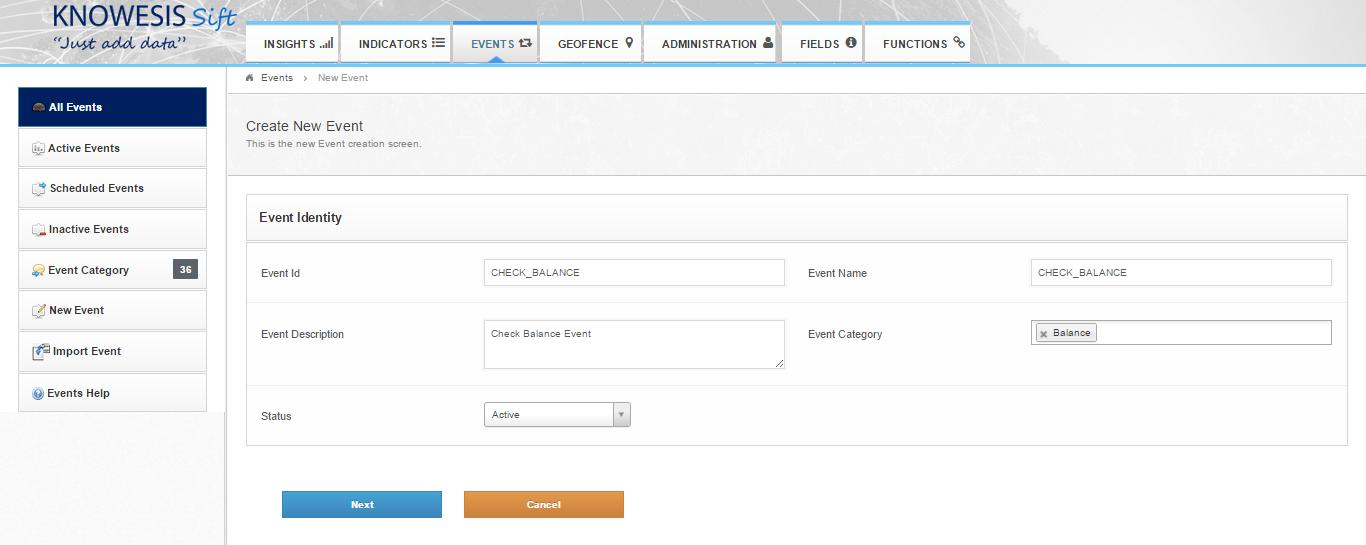 KNOWESIS Sift
“Just add data”
INSIGHTS INDICATORS EVENTS GEOFENCE ADMINISTRATION FIELDS FUNCTIONS
Events › New Event
All Events
Active Events
Scheduled Events
Inactive Events
Event Category 36
New Event
Import Event
Events Help
Create New Event
This is the new Event creation screen.
Event Identity
Event Id CHECK_BALANCE Event Name CHECK_BALANCE
Event Description Check Balance Event Event Category Balance
Status Active
Next Cancel